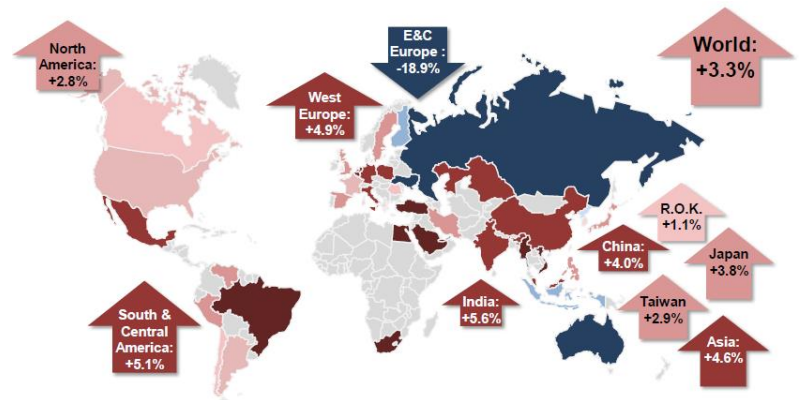 North
America:
+2.8%
E&C
Europe :
-18.9%
World:
+3.3%
West
Europe:
+4.9%
R.O.K.
+1.1%
China:
+4.0%
Japan
+3.8%
South &
Central
America:
+5.1%
India:
+5.6%
Taiwan
+2.9%
Asia:
+4.6%